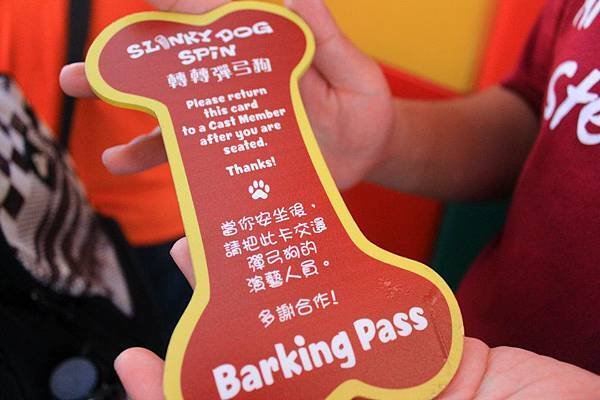 SLINKY DOG
SPIN
轉轉彈弓狗
Please return
this card
to a Cast Member
after you are
seated.
Thanks!
當你安坐後，
請把此卡交還
彈弓狗的
演藝人員。
多謝合作!
Barking Pass